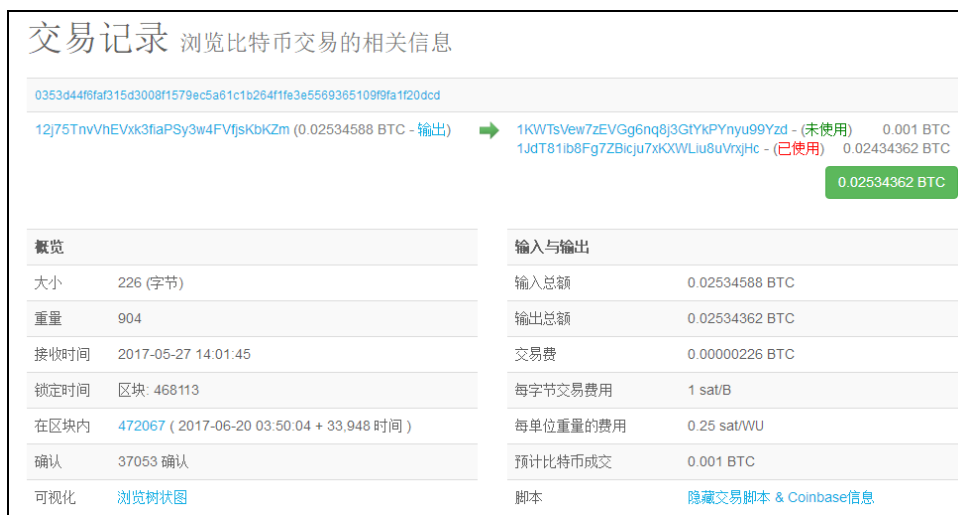 交易记录 浏览比特币交易的相关信息
0353d44f6faf315d3008f1579ec5a61c1b264f1fe3e5569365109f9fa1f20dcd
12j75TnvVhEVxk3fiaPSy3w4FVfjsKbKZm (0.02534588 BTC - 输出)
1KWTsVew7zEVGg6nq8j3GtYkPYnyu99Yzd - (未使用) 0.001 BTC
1JdT81ib8Fg7ZBicju7xKXWLiu8uVrxjHc - (已使用) 0.02434362 BTC
0.02534362 BTC
概览
大小 226 (字节)
重量 904
接收时间 2017-05-27 14:01:45
锁定时间 区块: 468113
在区块内 472067 ( 2017-06-20 03:50:04 + 33,948 时间 )
确认 37053 确认
可视化 浏览树状图
输入与输出
输入总额 0.02534588 BTC
输出总额 0.02534362 BTC
交易费 0.00000226 BTC
每字节交易费用 1 sat/B
每单位重量的费用 0.25 sat/WU
预计比特币成交 0.001 BTC
脚本 隐藏交易脚本 & Coinbase信息